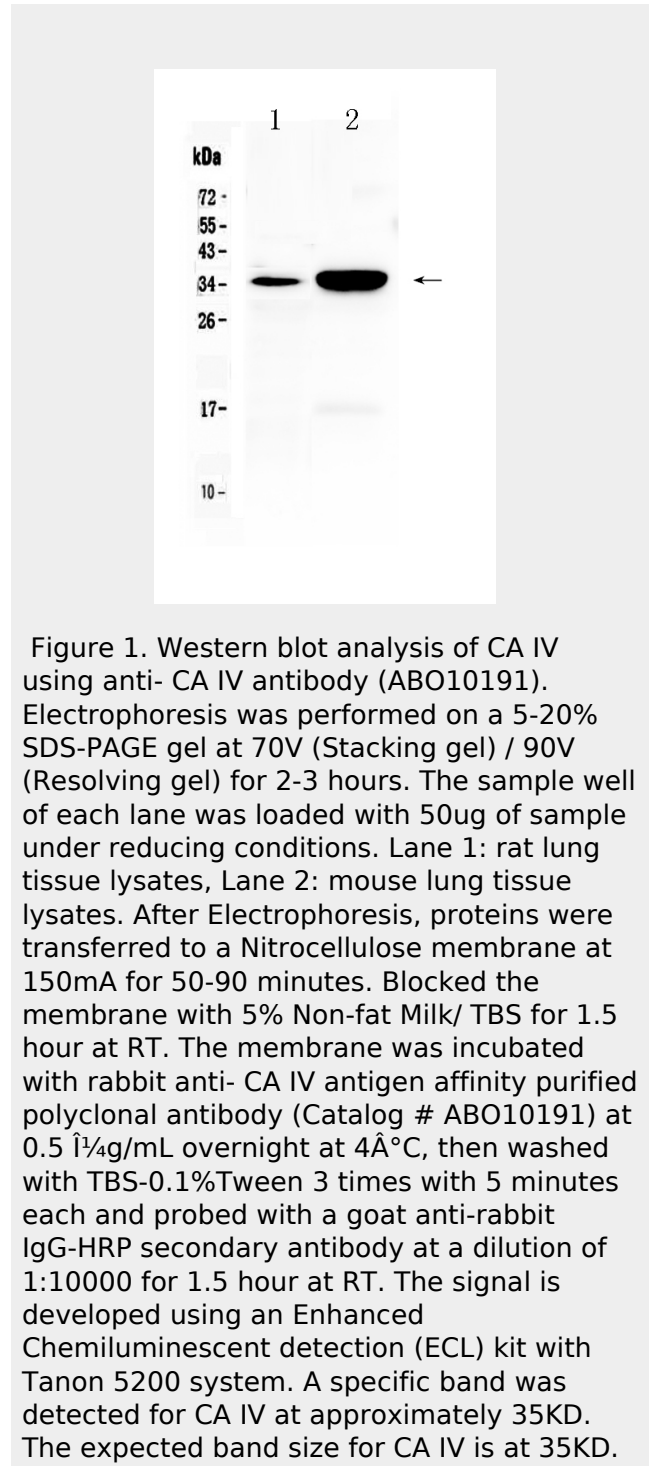 1 2
kDa
72 -
55 -
43 -
34 -
26 -
17-
10 -
Figure 1. Western blot analysis of CA IV
using anti- CA IV antibody (ABO10191).
Electrophoresis was performed on a 5-20%
SDS-PAGE gel at 70V (Stacking gel) / 90V
(Resolving gel) for 2-3 hours. The sample well
of each lane was loaded with 50ug of sample
under reducing conditions. Lane 1: rat lung
tissue lysates, Lane 2: mouse lung tissue
lysates. After Electrophoresis, proteins were
transferred to a Nitrocellulose membrane at
150mA for 50-90 minutes. Blocked the
membrane with 5% Non-fat Milk/ TBS for 1.5
hour at RT. The membrane was incubated
with rabbit anti- CA IV antigen affinity purified
polyclonal antibody (Catalog # ABO10191) at
0.5 μg/mL overnight at 4Â°C, then washed
with TBS-0.1%Tween 3 times with 5 minutes
each and probed with a goat anti-rabbit
IgG-HRP secondary antibody at a dilution of
1:10000 for 1.5 hour at RT. The signal is
developed using an Enhanced
Chemiluminescent detection (ECL) kit with
Tanon 5200 system. A specific band was
detected for CA IV at approximately 35KD.
The expected band size for CA IV is at 35KD.